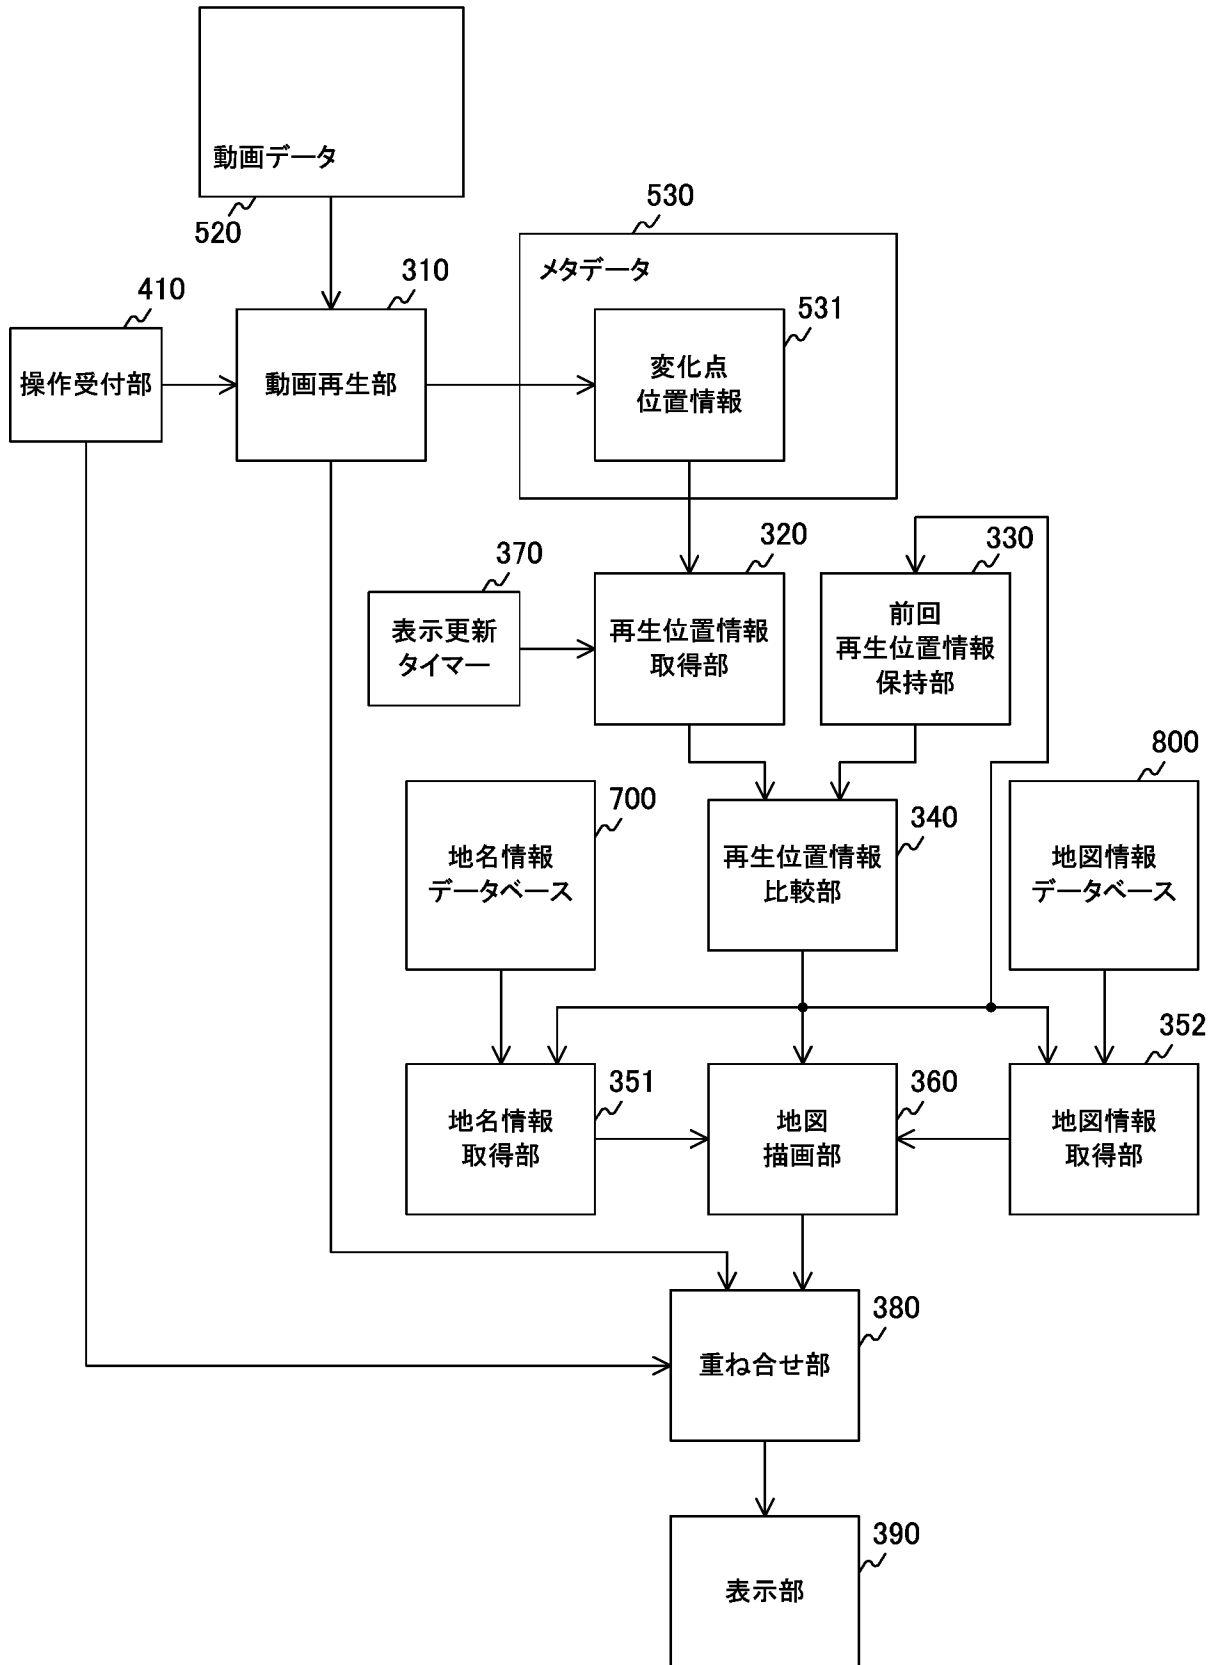 動画データ
520
530
メタデータ
310
410
531
操作受付部
動画再生部
変化点
位置情報
320
330
370
表示更新
タイマー
再生位置情報
取得部
前回
再生位置情報
保持部
800
700
340
地名情報
データベース
再生位置情報
比較部
地図情報
データベース
352
351
360
地名情報
取得部
地図
描画部
地図情報
取得部
380
重ね合せ部
390
表示部